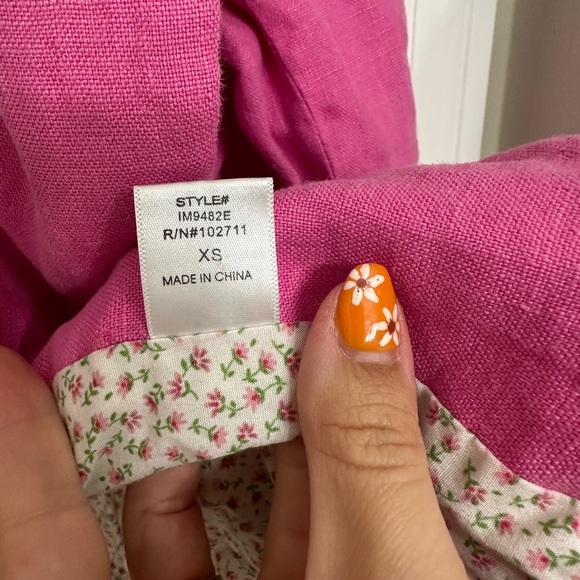 STYLE#
IM9482E
R/N#102711
XS
MADE IN CHINA